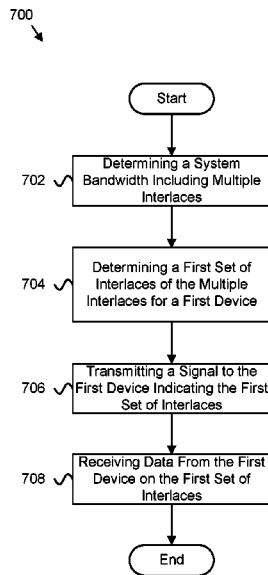 700
Start
702
Determining a System
Bandwidth Including Multiple
Interlaces
704
Determining a First Set of
Interlaces of the Multiple
Interlaces for a First Device
706
Transmitting a Signal to the
First Device Indicating the First
Set of Interlaces
708
Receiving Data From the First
Device on the First Set of
Interlaces
End